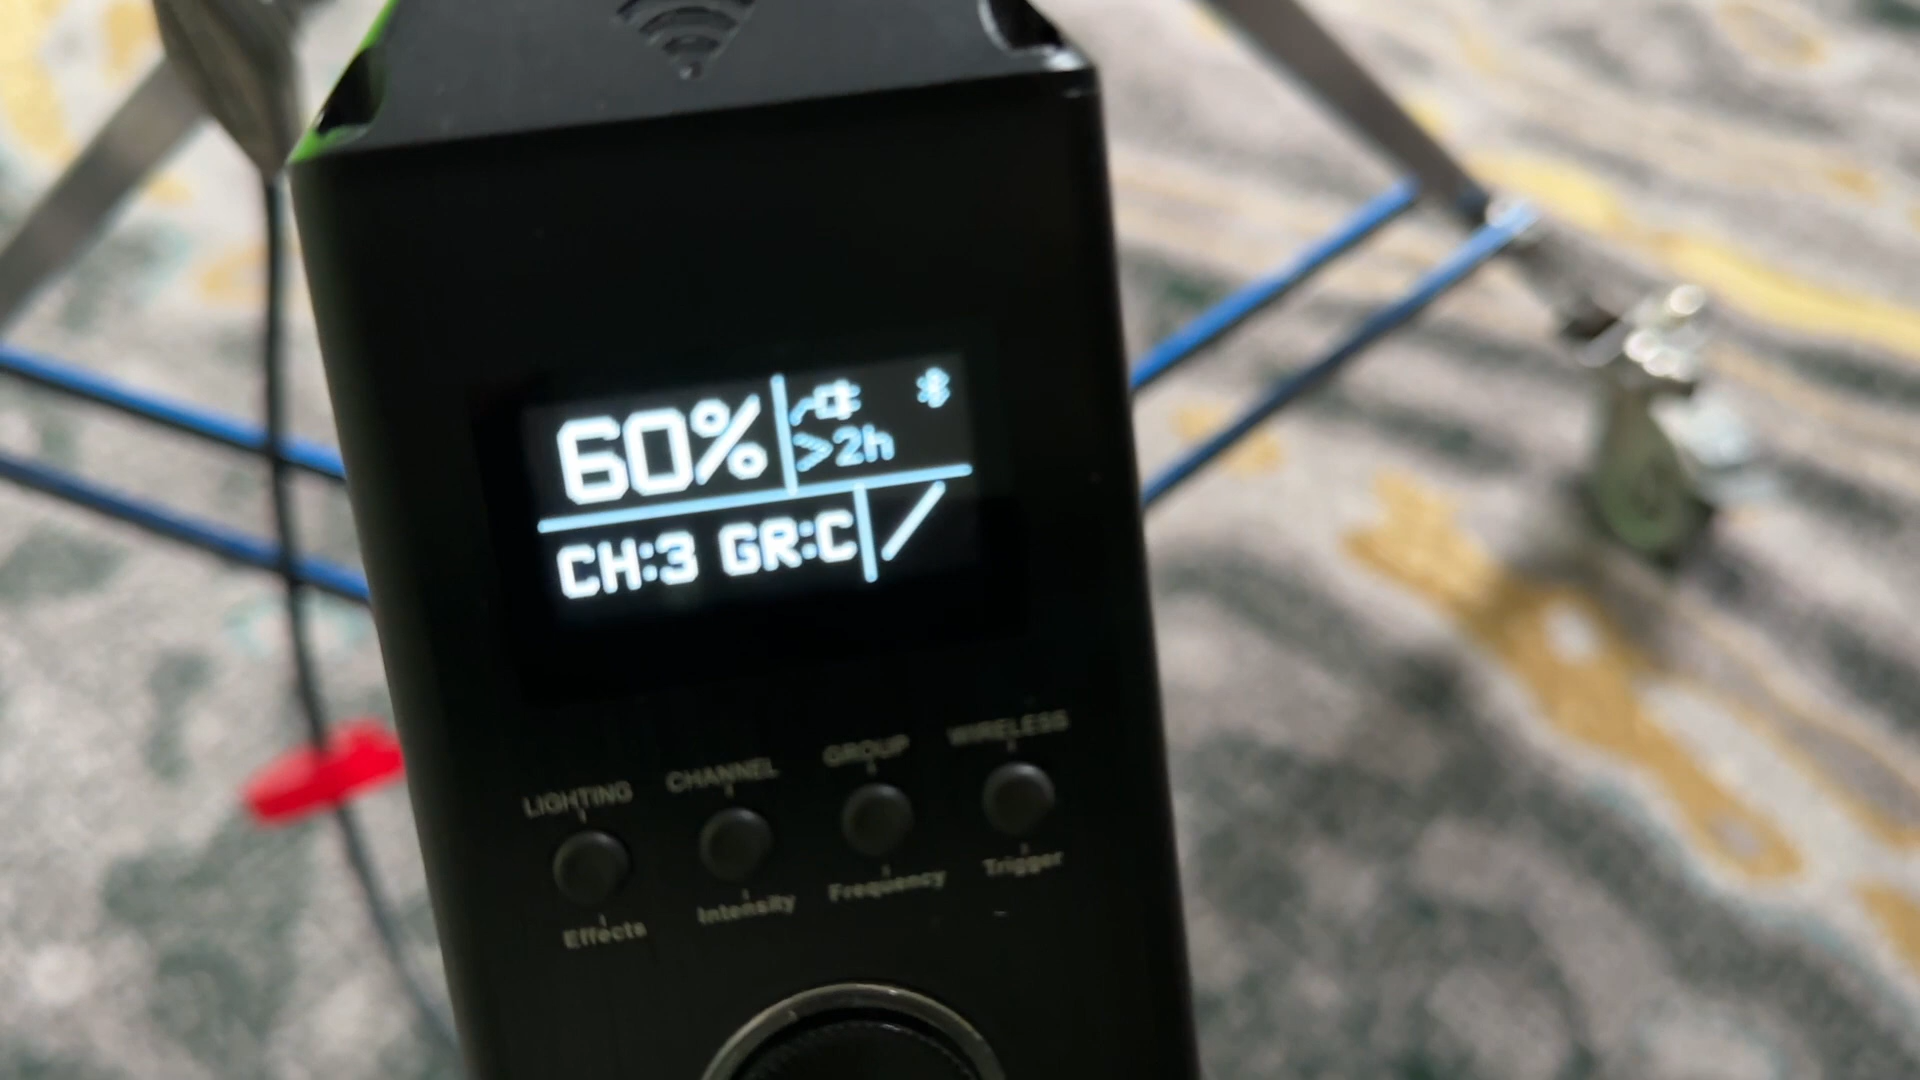 60%
>2h
CH:3 GR:C
LIGHTING CHANNEL GROUP WIRELESS
Effects Intensity Frequency Trigger